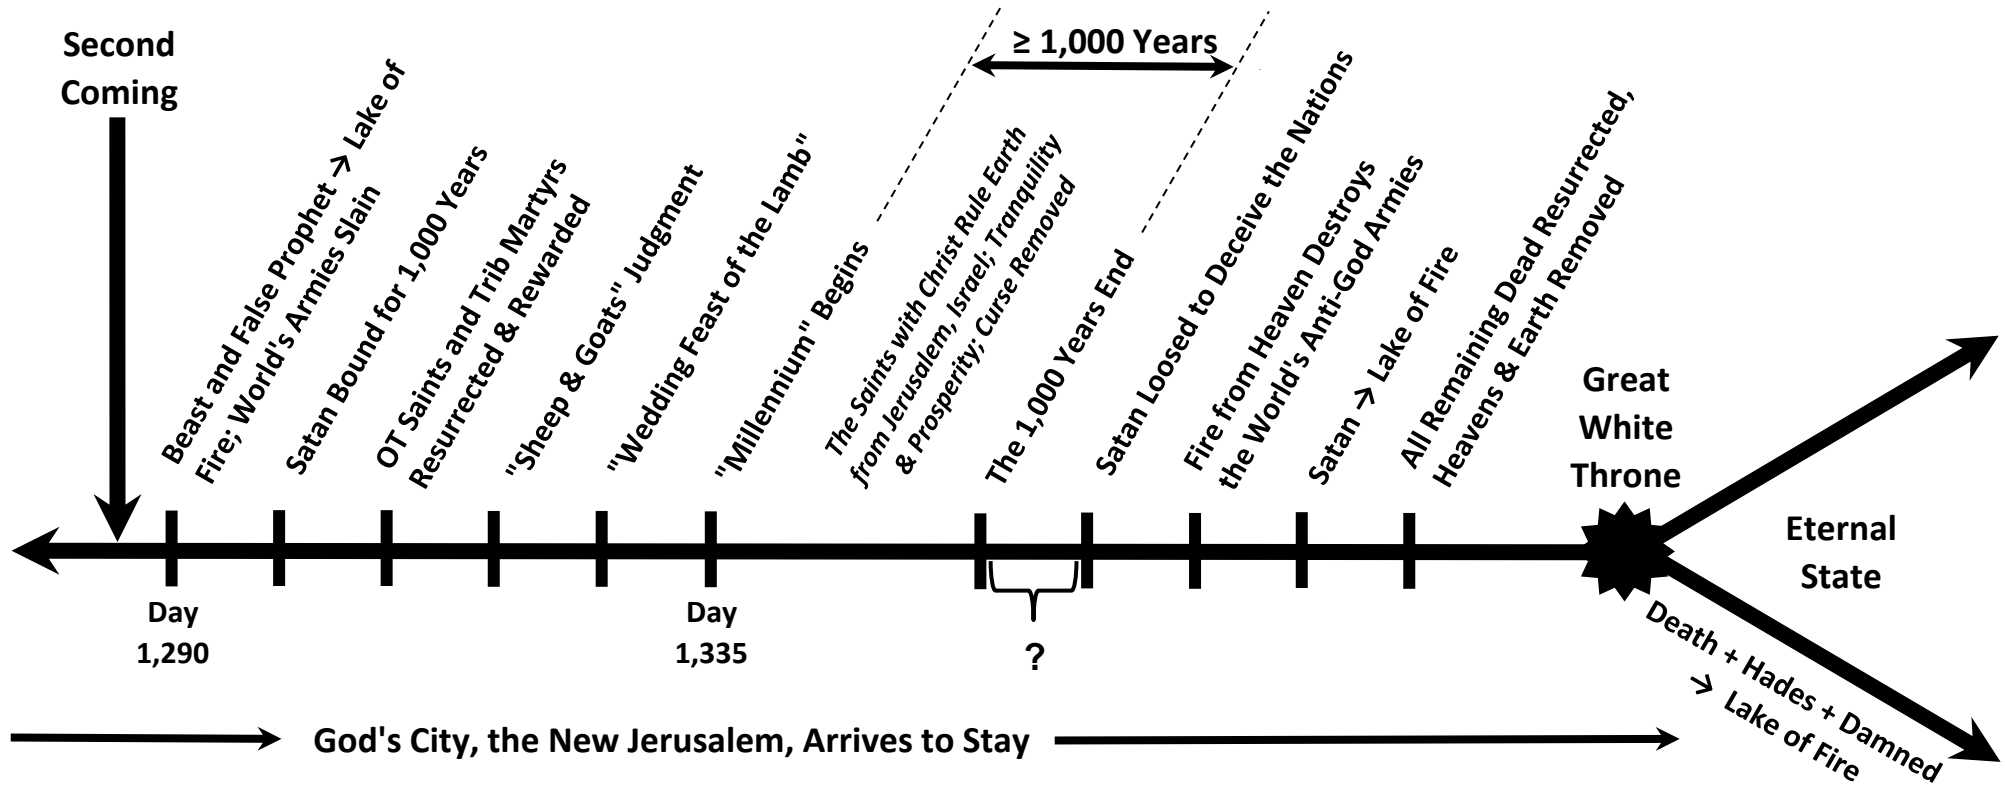 Second
Coming
Beast and False Prophet → Lake of
Fire; World's Armies Slain
Satan Bound for 1,000 Years
OT Saints and Trib Martyrs
Resurrected & Rewarded
"Sheep & Goats" Judgment
"Wedding Feast of the Lamb"
"Millennium" Begins
≥ 1,000 Years
The Saints with Christ Rule Earth
from Jerusalem, Israel; Tranquility
& Prosperity; Curse Removed
The 1,000 Years End
Satan Loosed to Deceive the Nations
Fire from Heaven Destroys
the World's Anti-God Armies
Satan → Lake of Fire
All Remaining Dead Resurrected,
Heavens & Earth Removed
Great
White
Throne
Eternal
State
Day
1,290
Day
1,335
?
Death + Hades + Damned
→ Lake of Fire
God's City, the New Jerusalem, Arrives to Stay